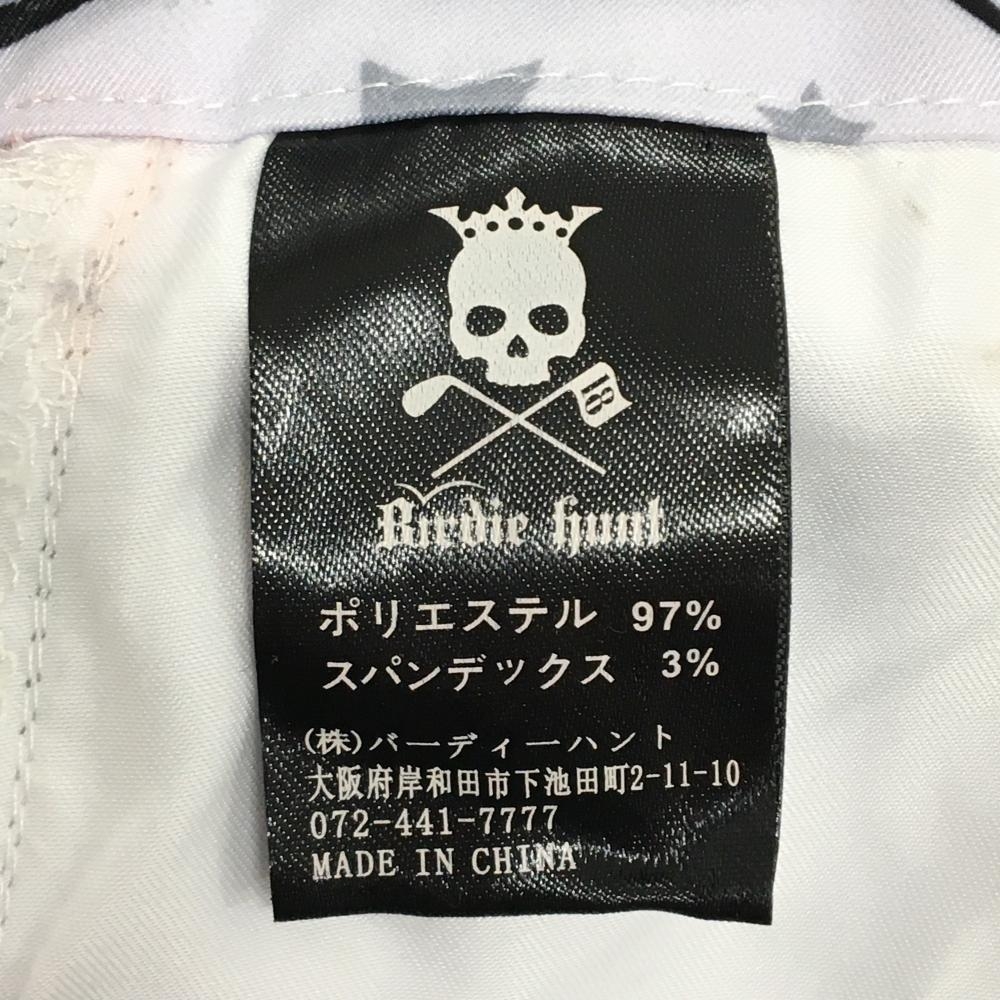 18
Birdie hunt
ポリエステル 97%
スパンデックス 3%
(株)バーディーハント
大阪府岸和田市下池田町2-11-10
072-441-7777
MADE IN CHINA